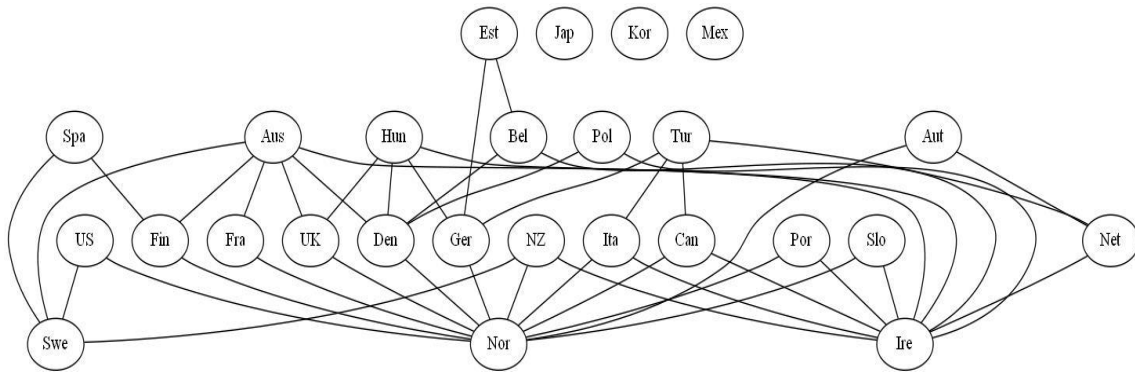 Est Jap Kor Mex
Spa Aus Hun Bel Pol Tur Aut
US Fin Fra UK Den Ger NZ Ita Can Por Slo Net
Swe Nor Ire